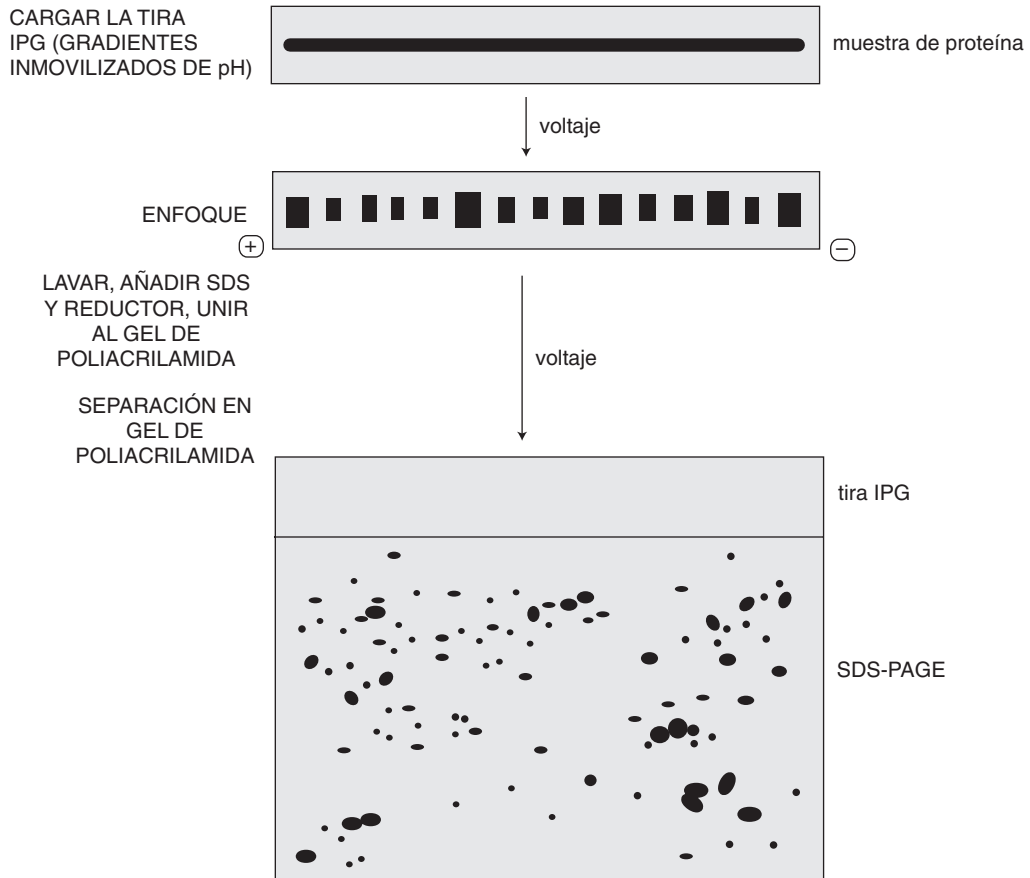 CARGAR LA TIRA
IPG (GRADIENTES
INMOVILIZADOS DE pH)
muestra de proteína
voltaje
ENFOQUE
+
−
LAVAR, AÑADIR SDS
Y REDUCTOR, UNIR
AL GEL DE
POLIACRILAMIDA
voltaje
SEPARACIÓN EN
GEL DE
POLIACRILAMIDA
tira IPG
SDS-PAGE